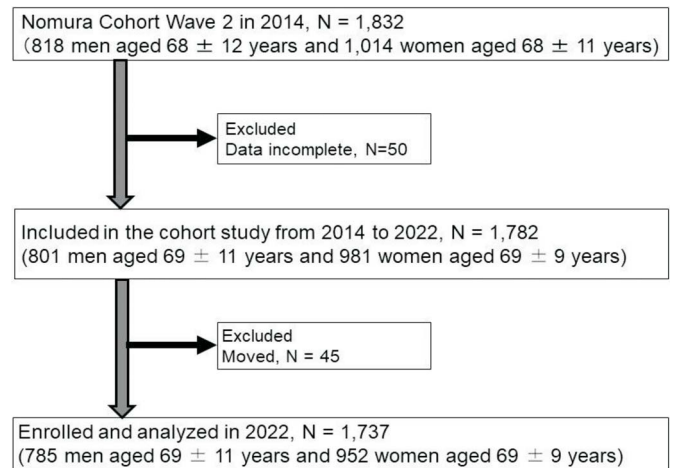 Nomura Cohort Wave 2 in 2014, N = 1,832
(818 men aged 68 ± 12 years and 1,014 women aged 68 ± 11 years)
Excluded
Data incomplete, N=50
Included in the cohort study from 2014 to 2022, N = 1,782
(801 men aged 69 ± 11 years and 981 women aged 69 ± 9 years)
Excluded
Moved, N = 45
Enrolled and analyzed in 2022, N = 1,737
(785 men aged 69 ± 11 years and 952 women aged 69 ± 9 years)